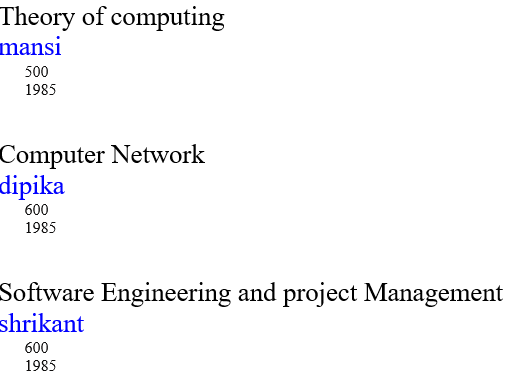 Theory of computing
mansi
500
1985
Computer Network
dipika
600
1985
Software Engineering and project Management
shrikant
600
1985